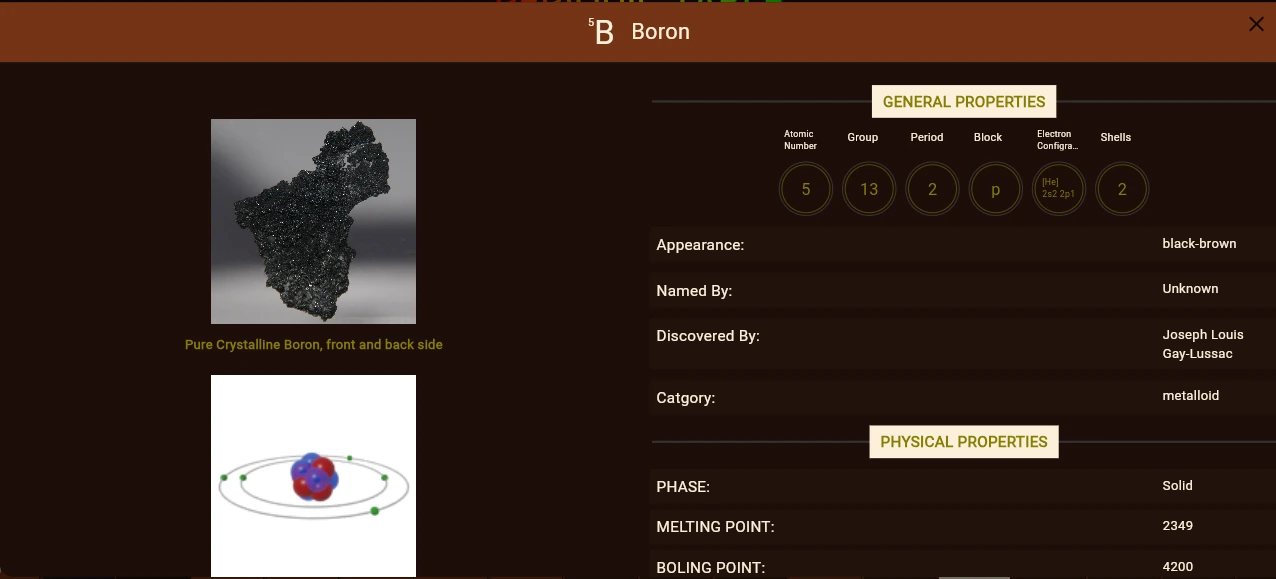 5
B Boron
GENERAL PROPERTIES
Atomic
Number
Group
Period
Block
Electron
Configra...
Shells
5
13
2
p
[He]
2s2 2p1
2
Appearance:
black-brown
Named By:
Unknown
Discovered By:
Joseph Louis
Gay-Lussac
Catgory:
metalloid
PHYSICAL PROPERTIES
PHASE:
Solid
MELTING POINT:
2349
BOLING POINT:
4200
Pure Crystalline Boron, front and back side